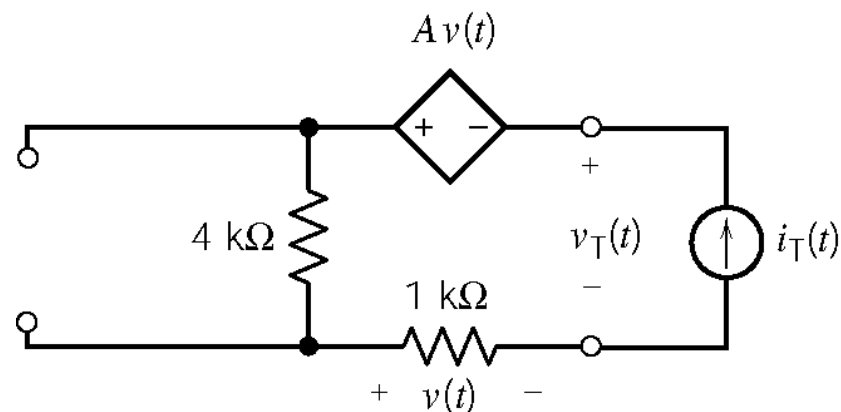 A v(t)
+ −
+
4 kΩ
v_T(t)
i_T(t)
−
1 kΩ
+ v(t) −